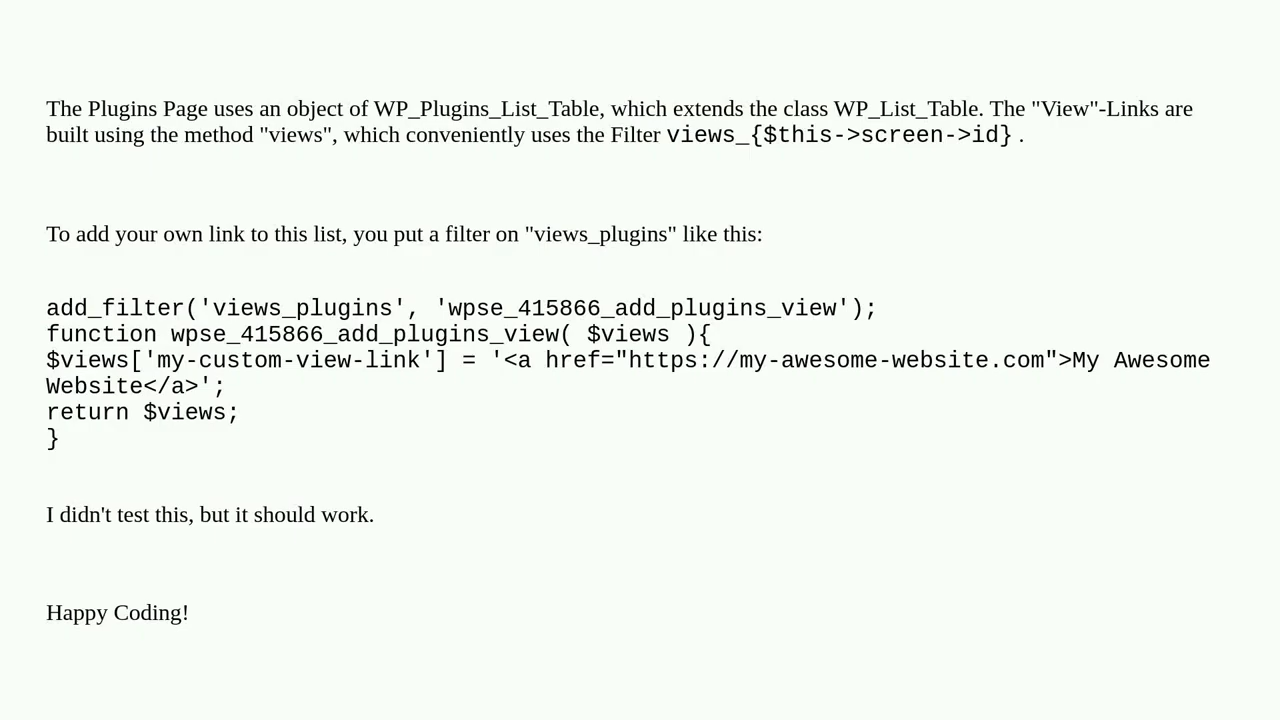 The Plugins Page uses an object of WP_Plugins_List_Table, which extends the class WP_List_Table. The "View"-Links are
built using the method "views", which conveniently uses the Filter views_{$this->screen->id} .
To add your own link to this list, you put a filter on "views_plugins" like this:
add_filter('views_plugins', 'wpse_415866_add_plugins_view');
function wpse_415866_add_plugins_view( $views ){
$views['my-custom-view-link'] = '<a href="https://my-awesome-website.com">My Awesome
Website</a>';
return $views;
}
I didn't test this, but it should work.
Happy Coding!